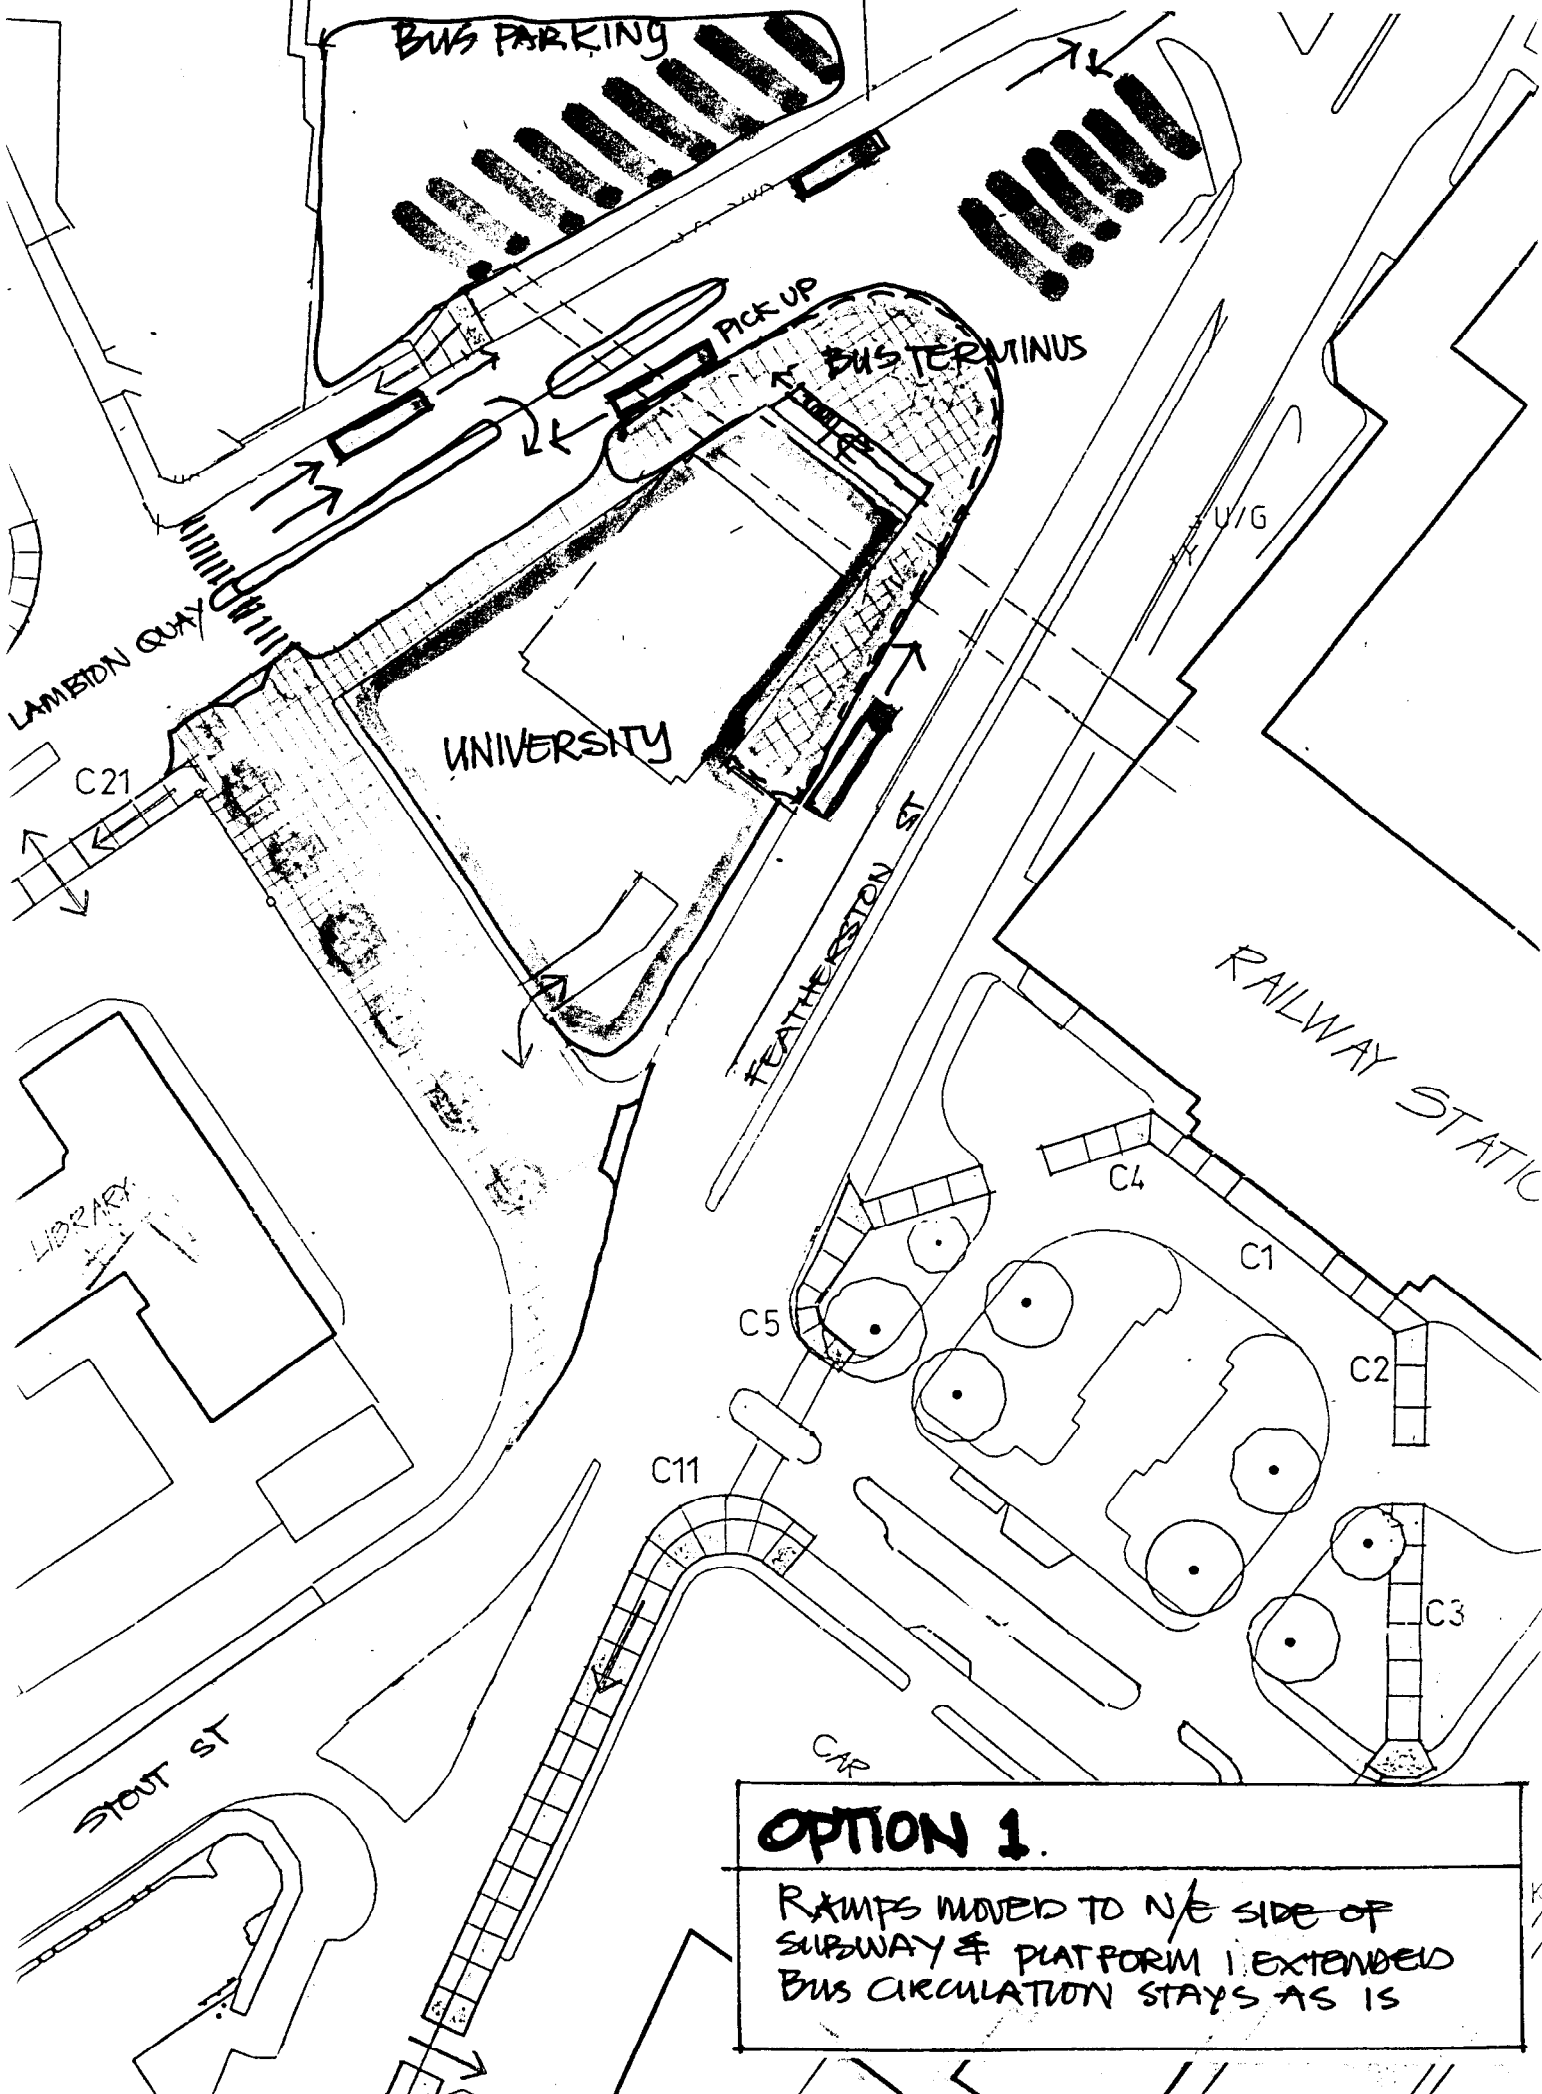 BUS PARKING
PICK UP
BUS TERMINUS
U/G
LAMBTON QUAY
UNIVERSITY
C21
FEATHERSTON ST
RAILWAY STATIO
C4
LIBRARY
C1
C5
C2
C11
C3
STOUT ST
CAR
OPTION 1.
RAMPS MOVED TO N/E SIDE OF
SUBWAY & PLATFORM 1 EXTENDED
BUS CIRCULATION STAYS AS IS